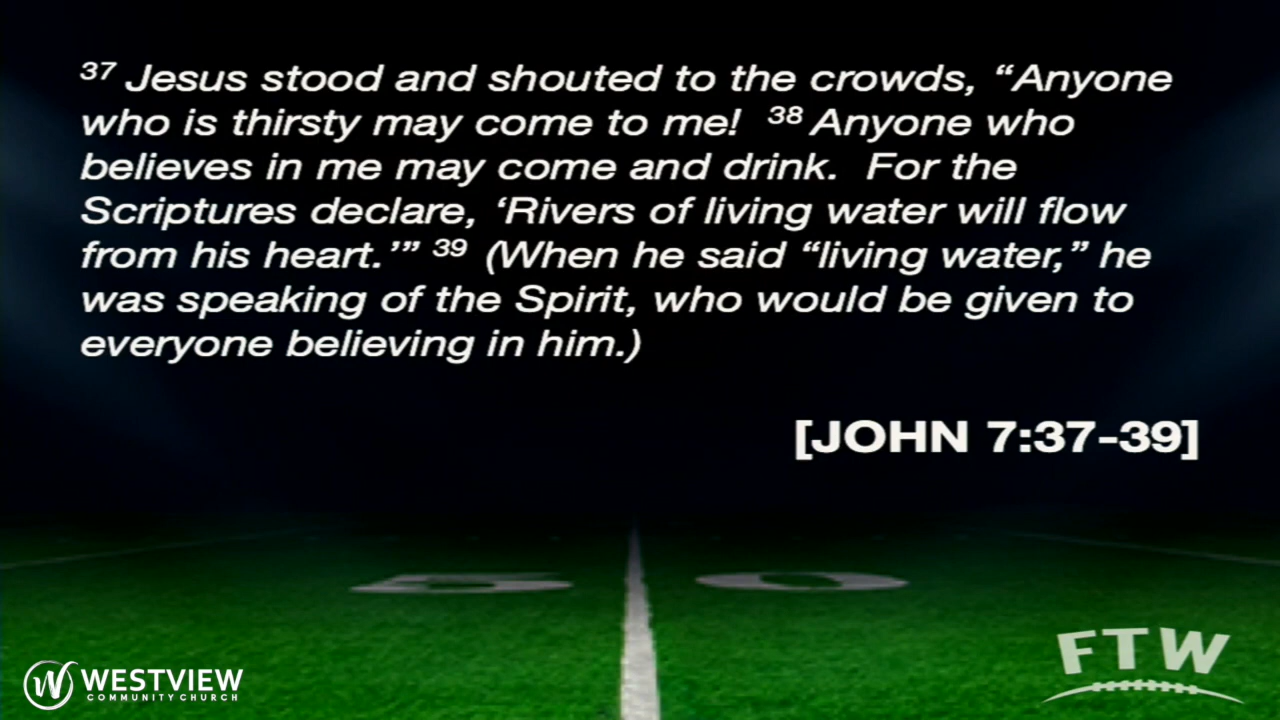 37 Jesus stood and shouted to the crowds, “Anyone
who is thirsty may come to me!  38 Anyone who
believes in me may come and drink.  For the
Scriptures declare, ‘Rivers of living water will flow
from his heart.’” 39  (When he said “living water,” he
was speaking of the Spirit, who would be given to
everyone believing in him.)
[JOHN 7:37-39]
5 0
FTW
W WESTVIEW
COMMUNITY CHURCH